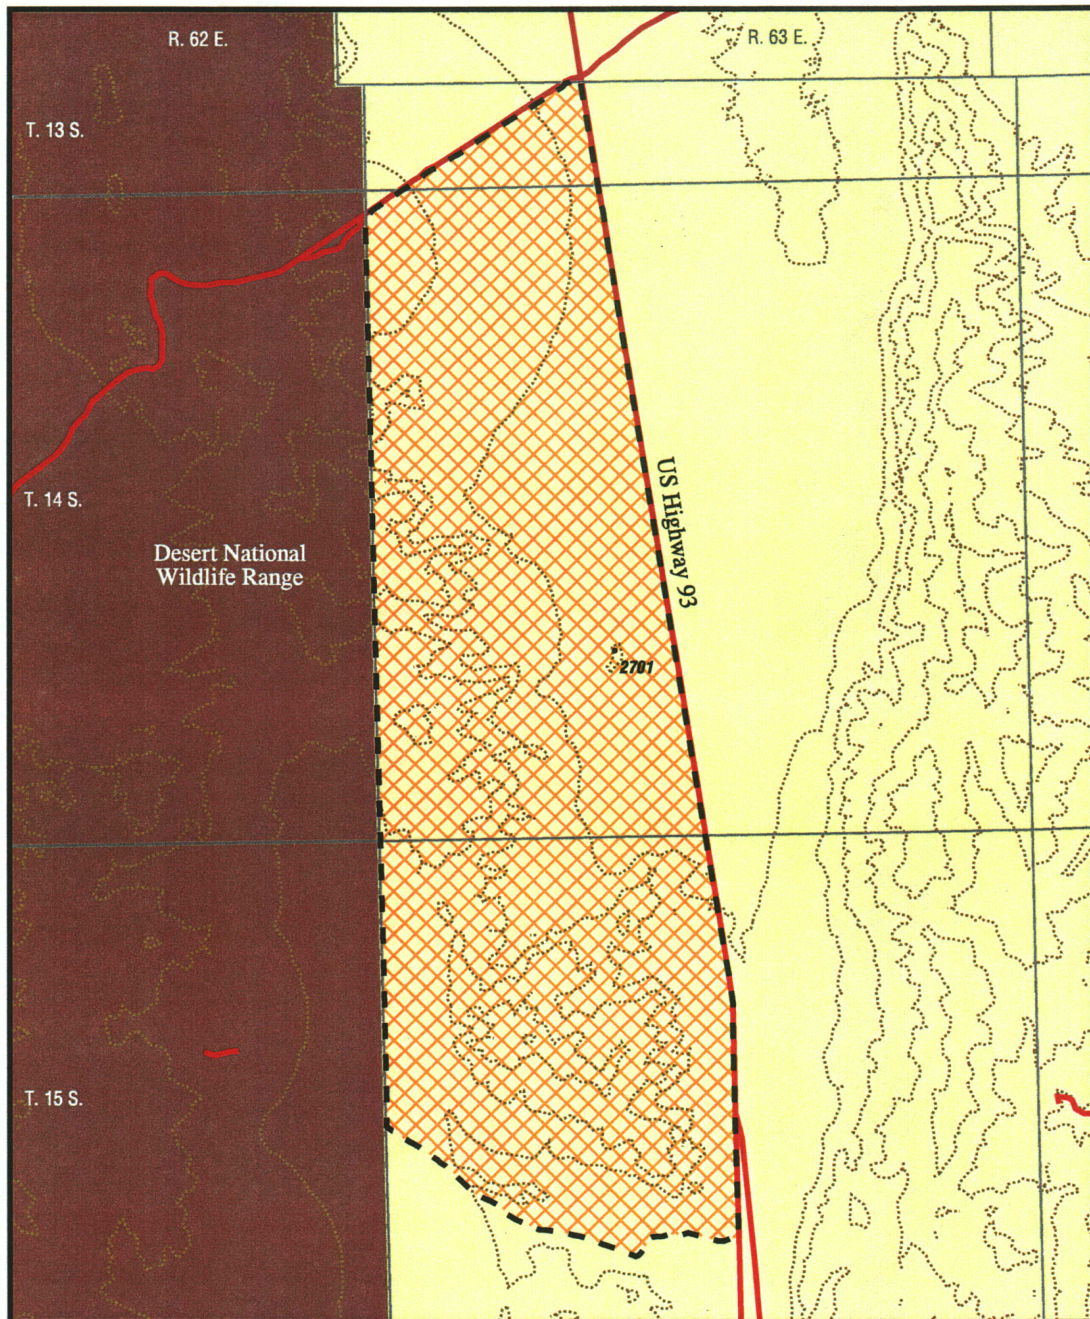 R. 62 E.
R. 63 E.
T. 13 S.
T. 14 S.
US Highway 93
Desert National
Wildlife Range
2701
T. 15 S.